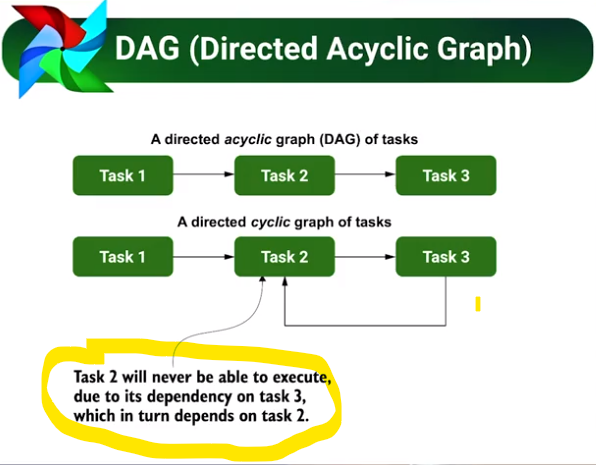 DAG (Directed Acyclic Graph)
A directed acyclic graph (DAG) of tasks
Task 1 Task 2 Task 3
A directed cyclic graph of tasks
Task 1 Task 2 Task 3
Task 2 will never be able to execute,
due to its dependency on task 3,
which in turn depends on task 2.